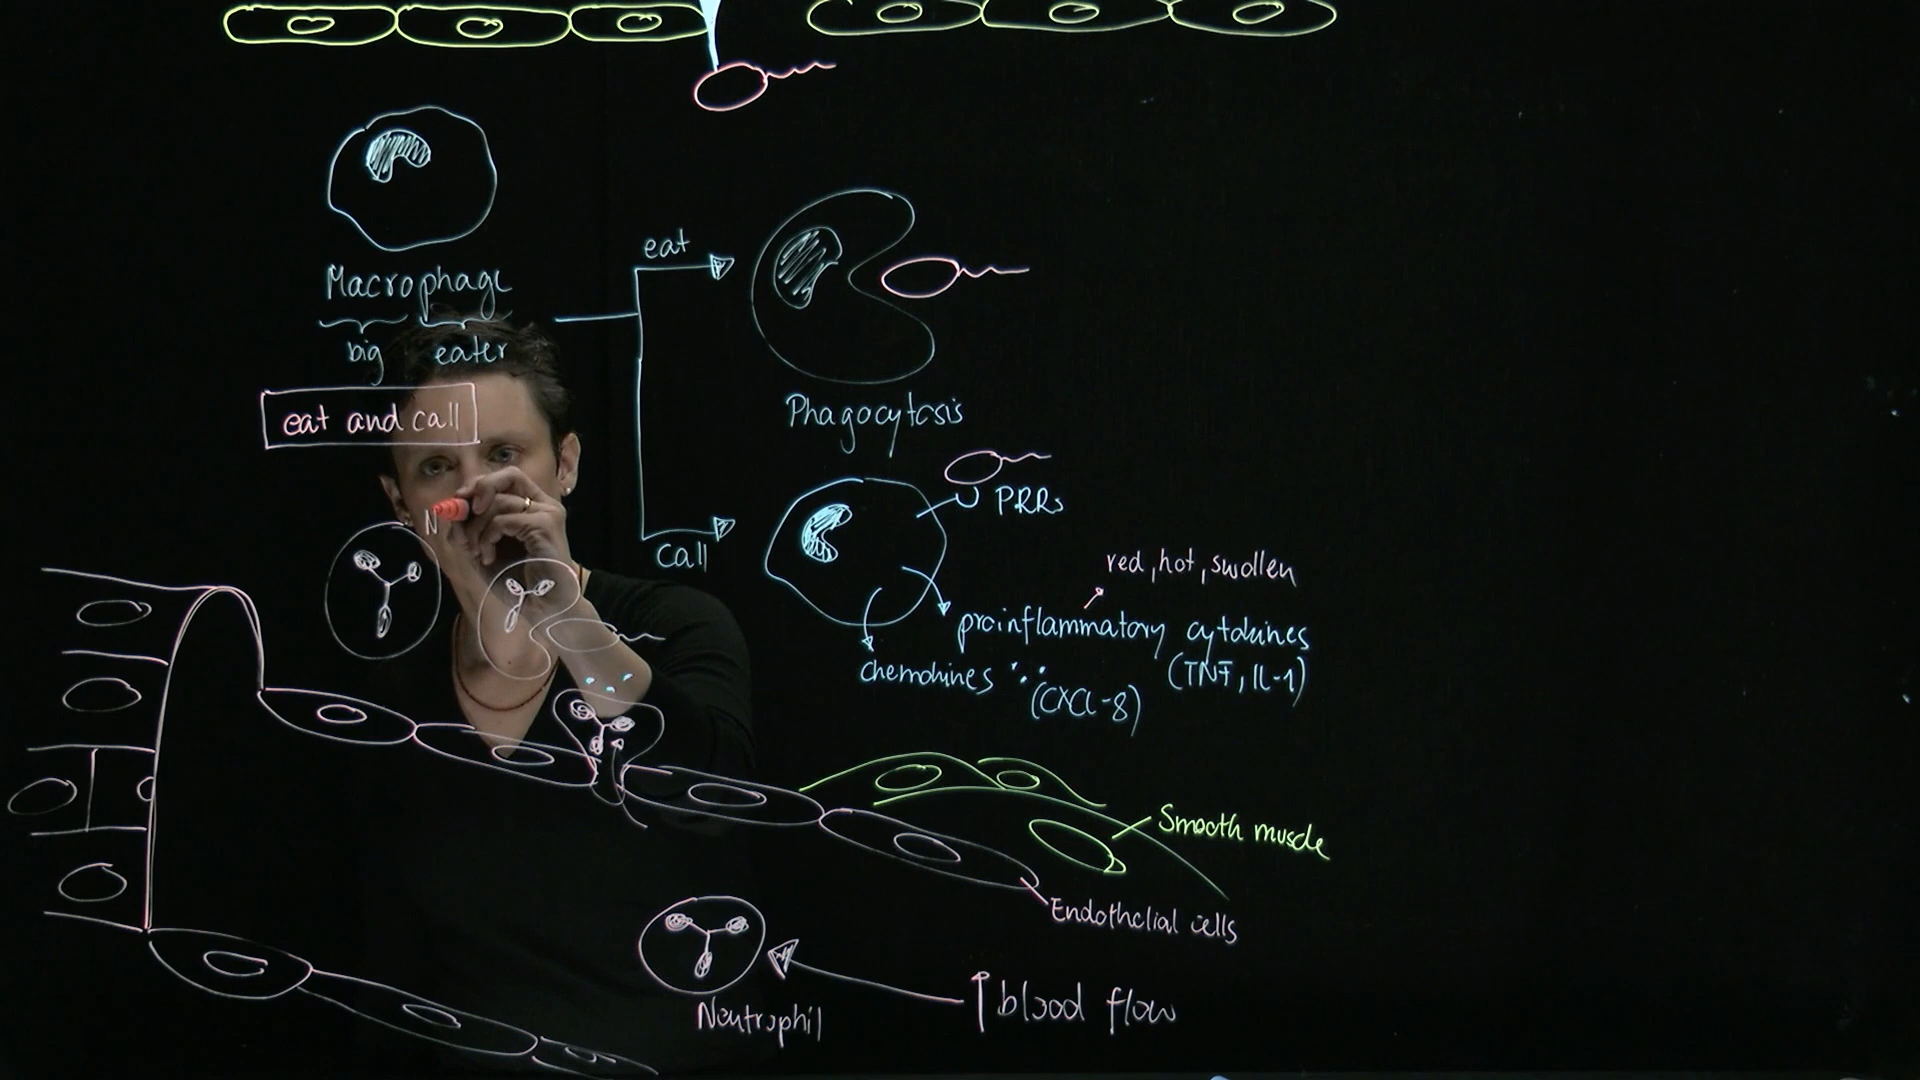 eat
Macrophage
big eater
eat and call
Phagocytosis
PRRs
N
call
red, hot, swollen
proinflammatory cytokines
(TNF, IL-1)
chemokines
(CXCL-8)
Smooth muscle
Endothelial cells
Neutrophil
↑ blood flow